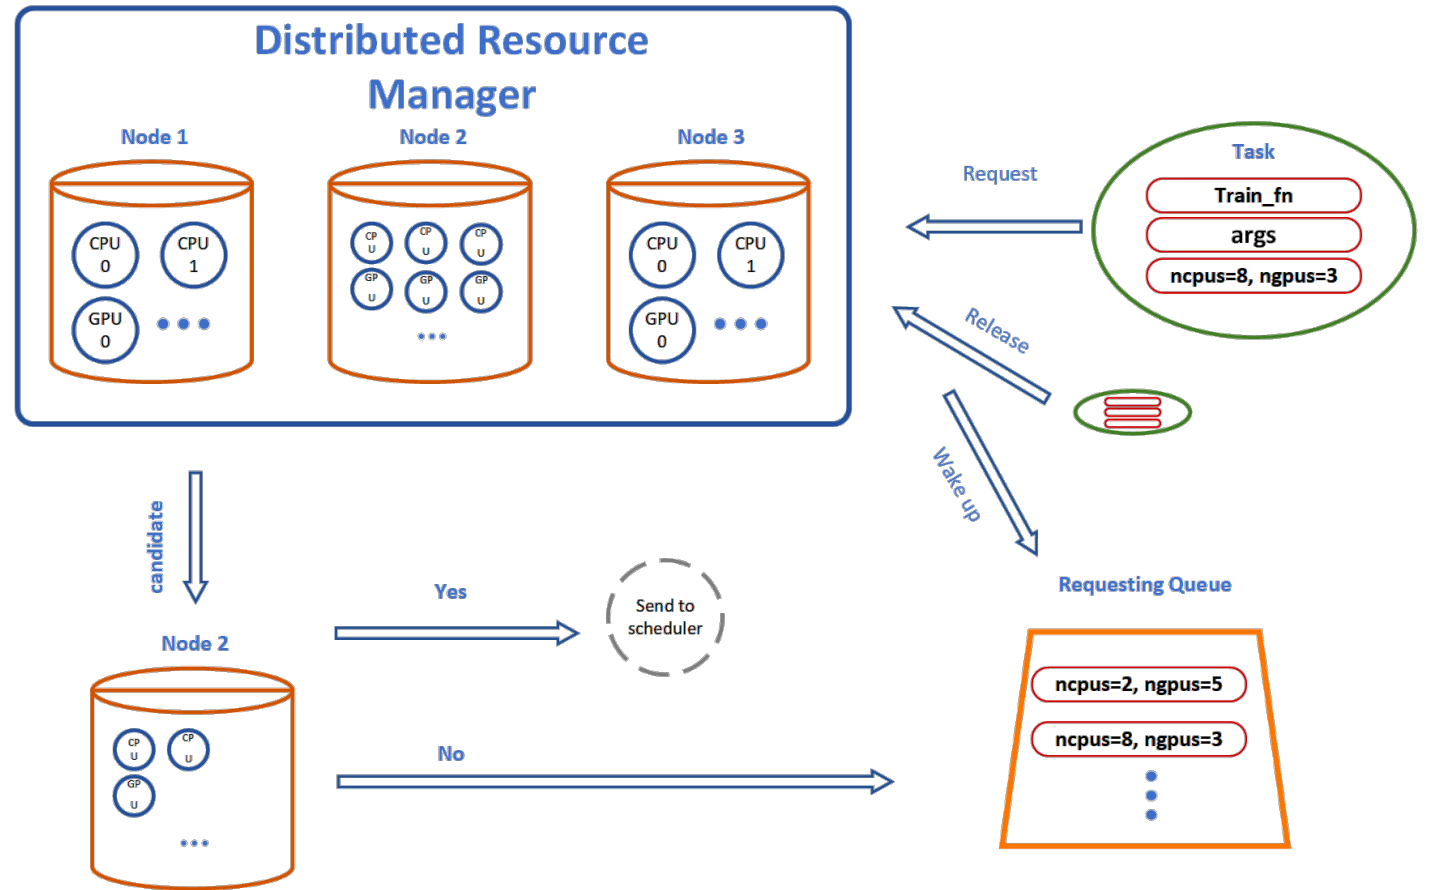 Distributed Resource
Manager
Node 1
Node 2
Node 3
CPU
0
CPU
1
GPU
0
CP
U
CP
U
CP
U
GP
U
GP
U
GP
U
CPU
0
CPU
1
GPU
0
Request
Task
Train_fn
args
ncpus=8, ngpus=3
Release
Wake up
candidate
Node 2
CP
U
CP
U
GP
U
Yes
Send to
scheduler
No
Requesting Queue
ncpus=2, ngpus=5
ncpus=8, ngpus=3